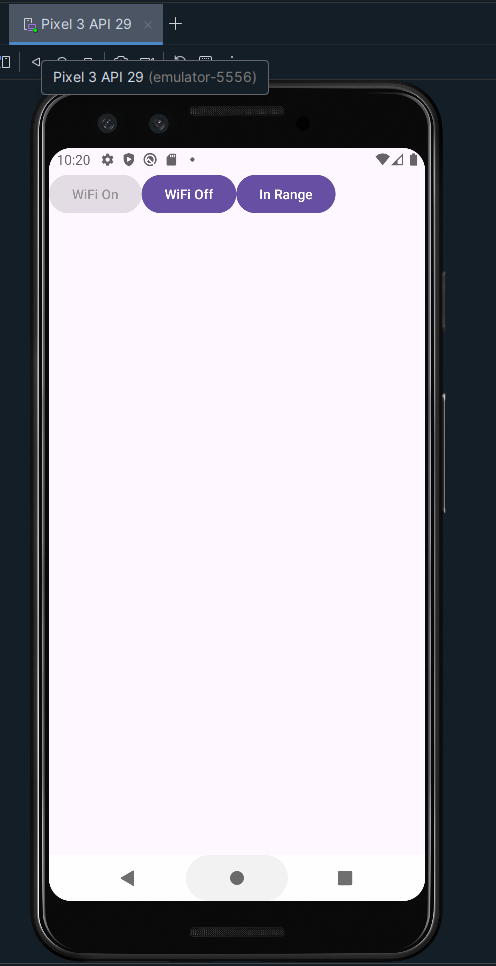 Pixel 3 API 29
Pixel 3 API 29 (emulator-5556)
10:20
WiFi On WiFi Off In Range